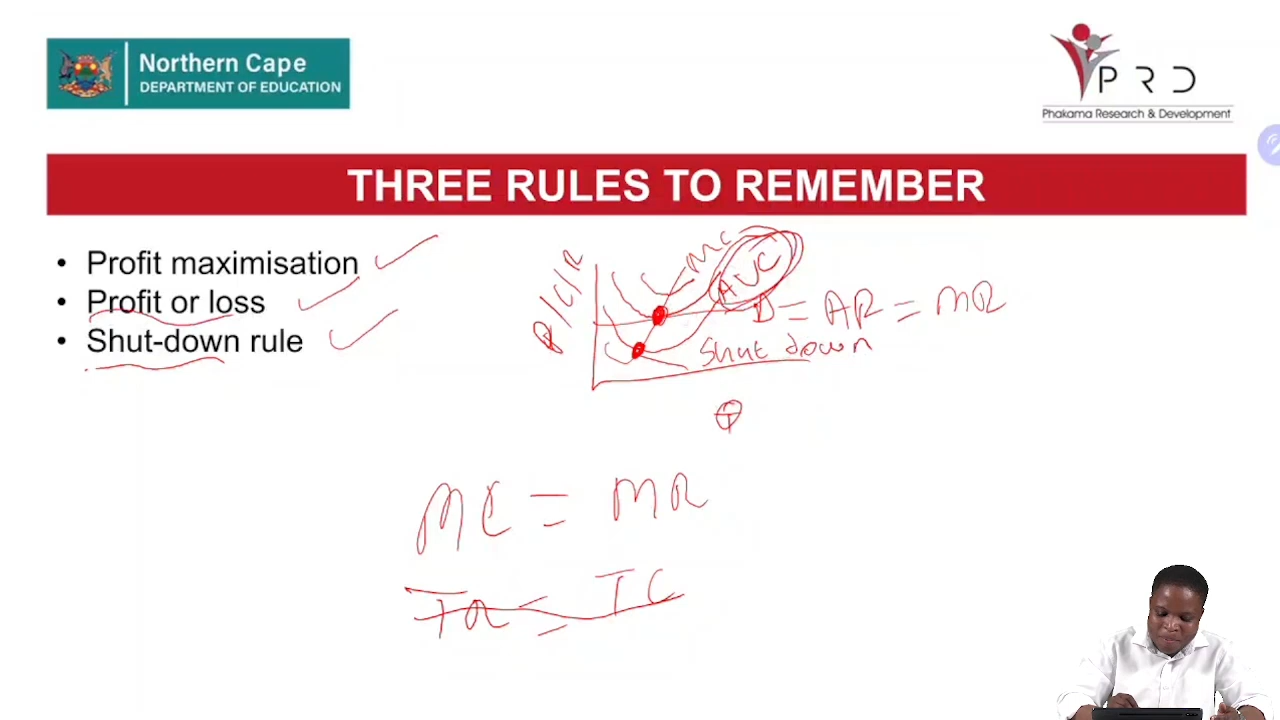 Northern Cape
DEPARTMENT OF EDUCATION
PRD
Phakama Research & Development
THREE RULES TO REMEMBER
• Profit maximisation
• Profit or loss
• Shut-down rule
P/C/R
MC
AVC
D = AR = MR
Shut down
Q
MC = MR
TR = TC